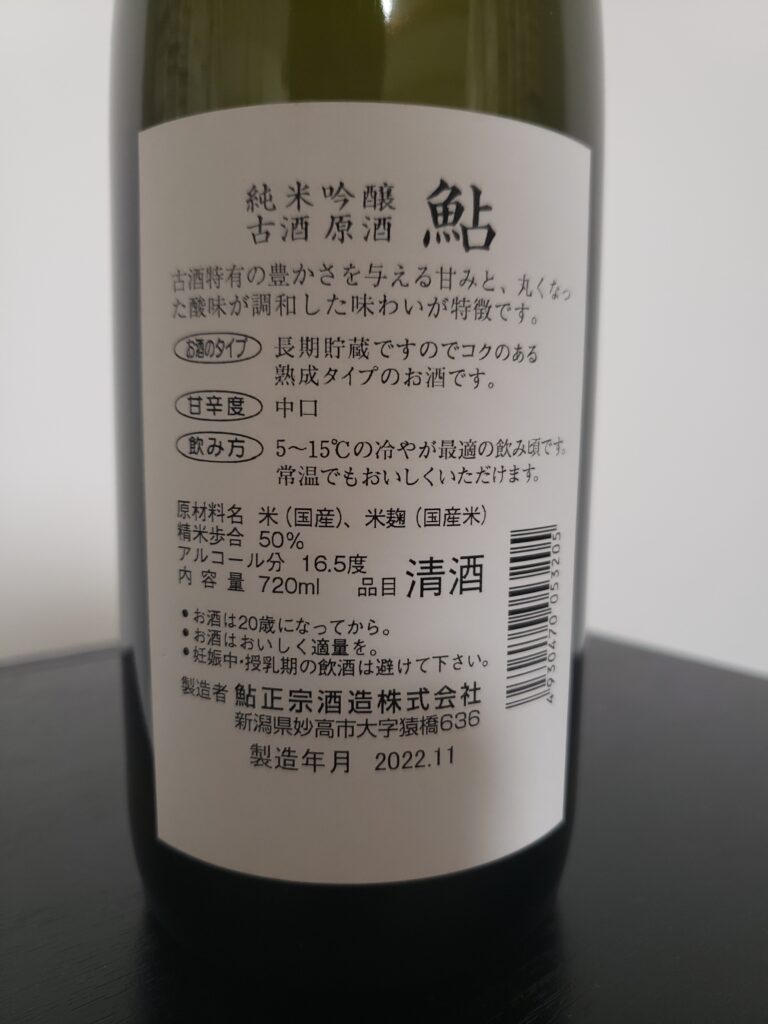 純米吟醸
古酒原酒 鮎
古酒特有の豊かさを与える甘みと、丸くなっ
た酸味が調和した味わいが特徴です。
お酒のタイプ 長期貯蔵ですのでコクのある
熟成タイプのお酒です。
甘辛度 中口
飲み方 5〜15℃の冷やが最適の飲み頃です。
常温でもおいしくいただけます。
原材料名 米(国産)、米麹(国産米)
精米歩合 50%
アルコール分 16.5度
内容量 720ml 品目 清酒
•お酒は20歳になってから。
•お酒はおいしく適量を。
•妊娠中・授乳期の飲酒は避けて下さい。
製造者 鮎正宗酒造株式会社
新潟県妙高市大字猿橋636
製造年月 2022.11
4 930470 053205